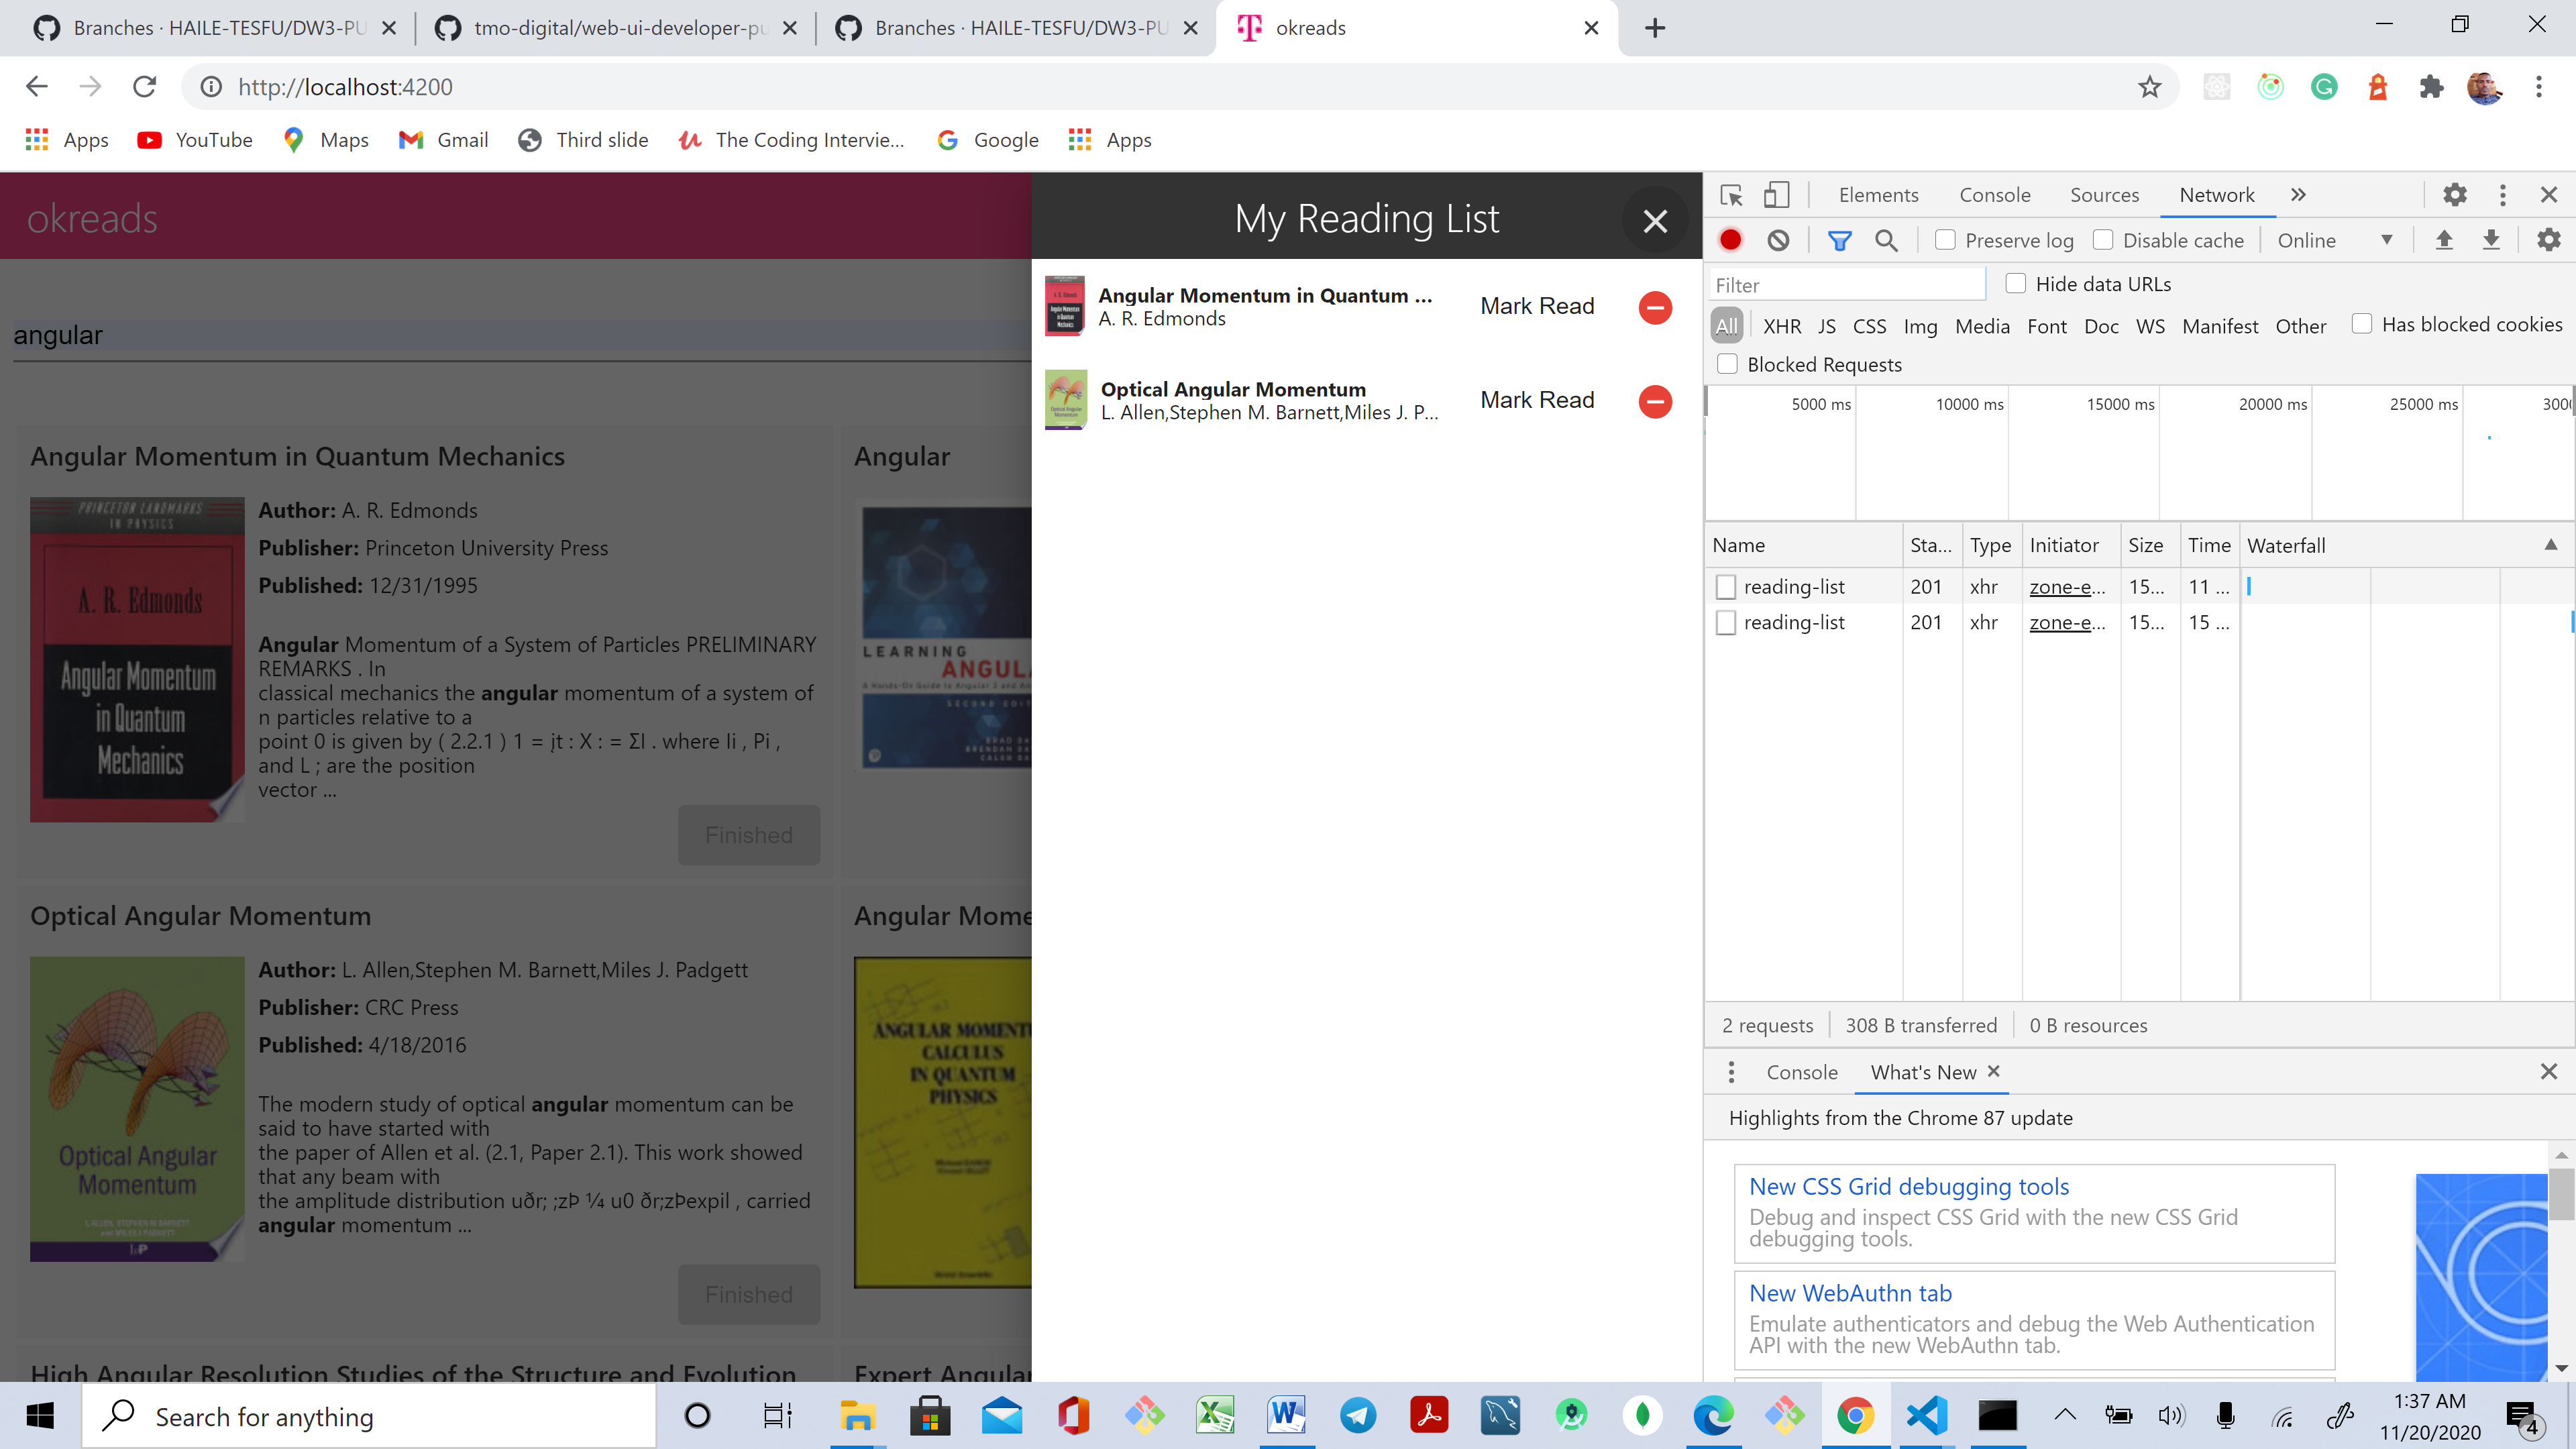 Branches · HAILE-TESFU/DW3-PU
tmo-digital/web-ui-developer-pu
Branches · HAILE-TESFU/DW3-PU
okreads
http://localhost:4200
Apps
YouTube
Maps
Gmail
Third slide
The Coding Intervie...
Google
Apps
okreads
angular
Angular Momentum in Quantum Mechanics
PRINCETON LANDMARKS
IN PHYSICS
A. R. Edmonds
Angular Momentum
in Quantum
Mechanics
Author: A. R. Edmonds
Publisher: Princeton University Press
Published: 12/31/1995
Angular Momentum of a System of Particles PRELIMINARY
REMARKS . In
classical mechanics the angular momentum of a system of
n particles relative to a
point 0 is given by ( 2.2.1 ) 1 = įt : X : = ΣI . where li , Pi ,
and L ; are the position
vector ...
Finished
Angular
LEARNING
ANGULA
SECOND EDIT
Optical Angular Momentum
Optical Angular
Momentum
Author: L. Allen,Stephen M. Barnett,Miles J. Padgett
Publisher: CRC Press
Published: 4/18/2016
The modern study of optical angular momentum can be
said to have started with
the paper of Allen et al. (2.1, Paper 2.1). This work showed
that any beam with
the amplitude distribution uðr; ;zÞ ¼ u0 ðr;zÞexpil , carried
angular momentum ...
Finished
Angular Mome
ANGULAR MOMENT
CALCULUS
IN QUANTUM
PHYSICS
High Angular Resolution Studies of the Structure and Evolution
Expert Angular
My Reading List
Angular Momentum in Quantum ...
A. R. Edmonds
Mark Read
Optical Angular Momentum
L. Allen,Stephen M. Barnett,Miles J. P...
Mark Read
Elements
Console
Sources
Network
Preserve log
Disable cache
Online
Filter
Hide data URLs
All
XHR
JS
CSS
Img
Media
Font
Doc
WS
Manifest
Other
Has blocked cookies
Blocked Requests
5000 ms
10000 ms
15000 ms
20000 ms
25000 ms
300
Name
Sta...
Type
Initiator
Size
Time
Waterfall
reading-list
201
xhr
zone-e...
15...
11 ...
reading-list
201
xhr
zone-e...
15...
15 ...
2 requests
308 B transferred
0 B resources
Console
What's New
Highlights from the Chrome 87 update
New CSS Grid debugging tools
Debug and inspect CSS Grid with the new CSS Grid
debugging tools.
New WebAuthn tab
Emulate authenticators and debug the Web Authentication
API with the new WebAuthn tab.
Search for anything
1:37 AM
11/20/2020
4